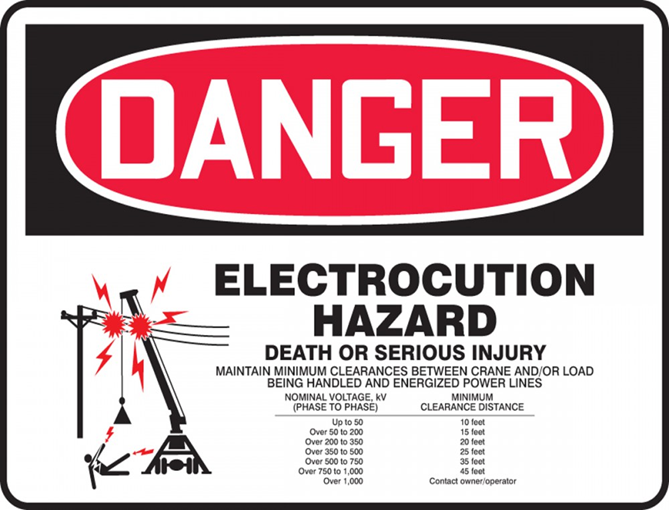 DANGER
ELECTROCUTION
HAZARD
DEATH OR SERIOUS INJURY
MAINTAIN MINIMUM CLEARANCES BETWEEN CRANE AND/OR LOAD
BEING HANDLED AND ENERGIZED POWER LINES
NOMINAL VOLTAGE, kV MINIMUM
(PHASE TO PHASE) CLEARANCE DISTANCE
Up to 50 10 feet
Over 50 to 200 15 feet
Over 200 to 350 20 feet
Over 350 to 500 25 feet
Over 500 to 750 35 feet
Over 750 to 1,000 45 feet
Over 1,000 Contact owner/operator